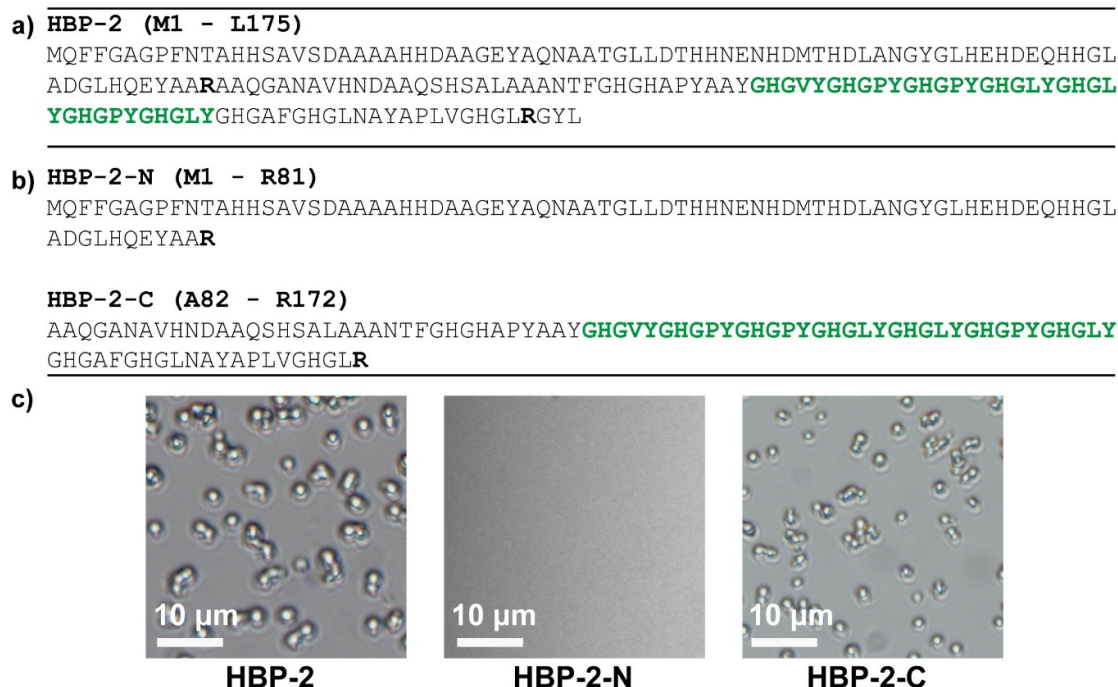 a) HBP-2 (M1 - L175)
MQFFGAGPFNTAHHSAVSDAAAAHHDAAGEYAQNAATGLLDTHHNENHDMTHDLANGYGLHEHDEQHHGL
ADGLHQEYAARAAQGANAVHNDAAQSHSALAAANTFGHGHAPYAAYGHGVYGHGPYGHGPYGHGLYGHGL
YGHGPYGHGLYGHGAFGHGLNAYAPLVGHGLRGYL
b) HBP-2-N (M1 - R81)
MQFFGAGPFNTAHHSAVSDAAAAHHDAAGEYAQNAATGLLDTHHNENHDMTHDLANGYGLHEHDEQHHGL
ADGLHQEYAAR
HBP-2-C (A82 - R172)
AAQGANAVHNDAAQSHSALAAANTFGHGHAPYAAYGHGVYGHGPYGHGPYGHGLYGHGLYGHGPYGHGLY
GHGAFGHGLNAYAPLVGHGLR
c)
10 µm 10 µm 10 µm
HBP-2 HBP-2-N HBP-2-C